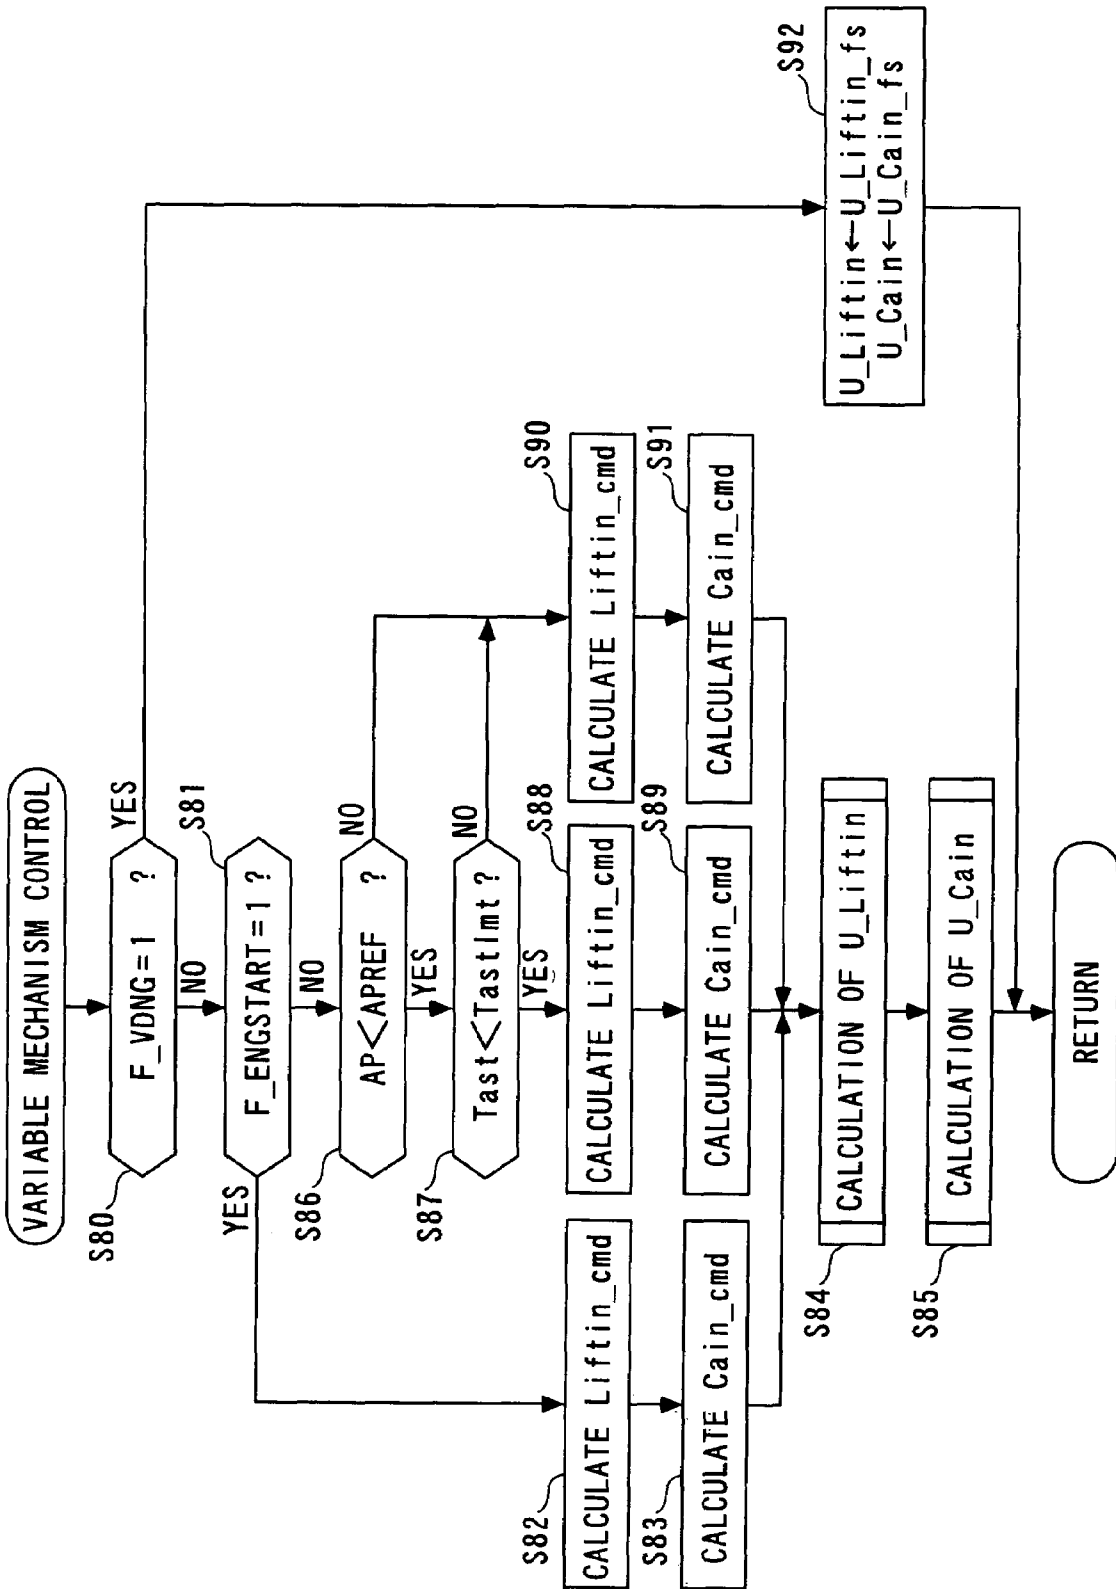 VARIABLE MECHANISM CONTROL
S80
F_VDNG=1 ?
YES
NO
S81
F_ENGSTART=1 ?
YES
NO
S86
AP<APREF ?
NO
YES
S87
Tast<Tastlmt ?
NO
YES
S82
CALCULATE Liftin_cmd
S88
CALCULATE Liftin_cmd
S90
CALCULATE Liftin_cmd
S83
CALCULATE Cain_cmd
S89
CALCULATE Cain_cmd
S91
CALCULATE Cain_cmd
S92
U_Liftin←U_Liftin_fs
U_Cain←U_Cain_fs
S84
CALCULATION OF U_Liftin
S85
CALCULATION OF U_Cain
RETURN